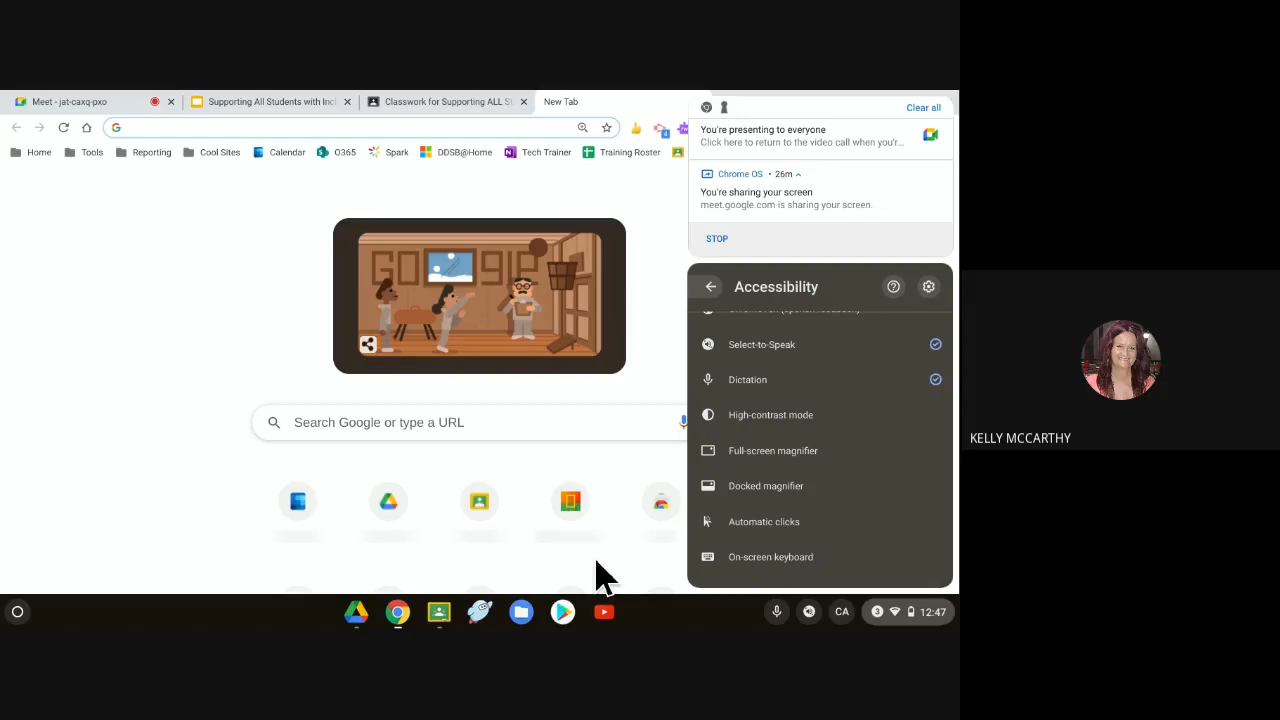 Meet - jat-caxq-pxo
Supporting All Students with Incl
Classwork for Supporting ALL S
New Tab
Home
Tools
Reporting
Cool Sites
Calendar
O365
Spark
DDSB@Home
Tech Trainer
Training Roster
Clear all
You're presenting to everyone
Click here to return to the video call when you'r...
Chrome OS • 26m
You're sharing your screen
meet.google.com is sharing your screen.
STOP
Accessibility
Select-to-Speak
Dictation
High-contrast mode
Full-screen magnifier
Docked magnifier
Automatic clicks
On-screen keyboard
Search Google or type a URL
KELLY MCCARTHY
CA
3
12:47